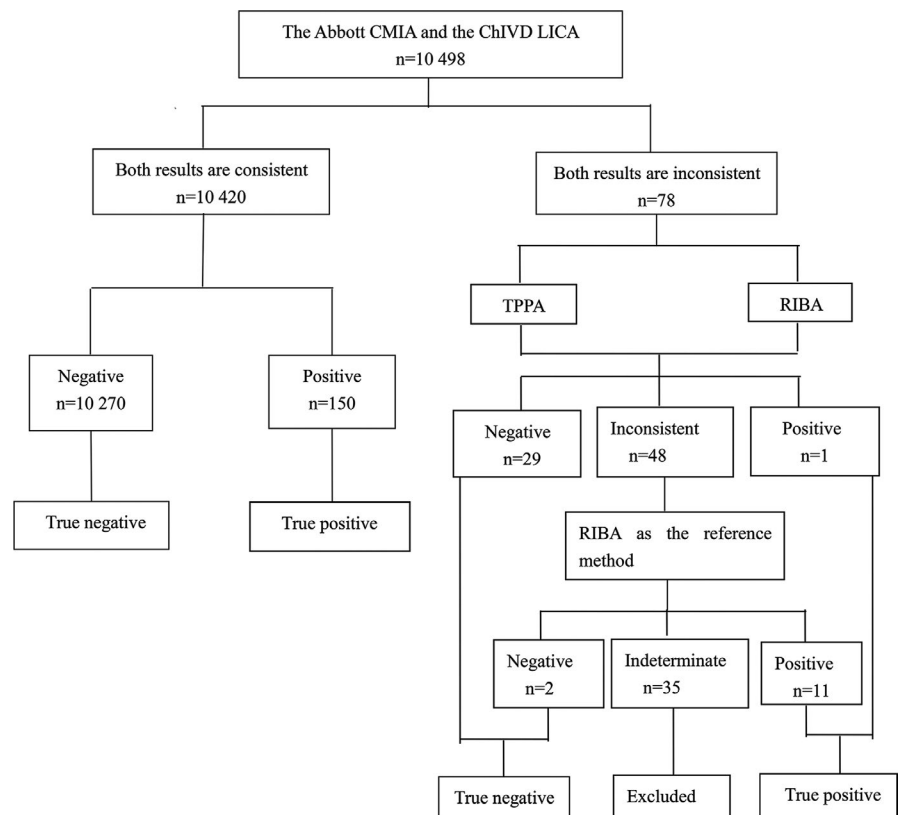 The Abbott CMIA and the ChIVD LICA
n=10 498
Both results are consistent
n=10 420
Both results are inconsistent
n=78
TPPA
RIBA
Negative
n=10 270
Positive
n=150
Negative
n=29
Inconsistent
n=48
Positive
n=1
True negative
True positive
RIBA as the reference
method
Negative
n=2
Indeterminate
n=35
Positive
n=11
True negative
Excluded
True positive